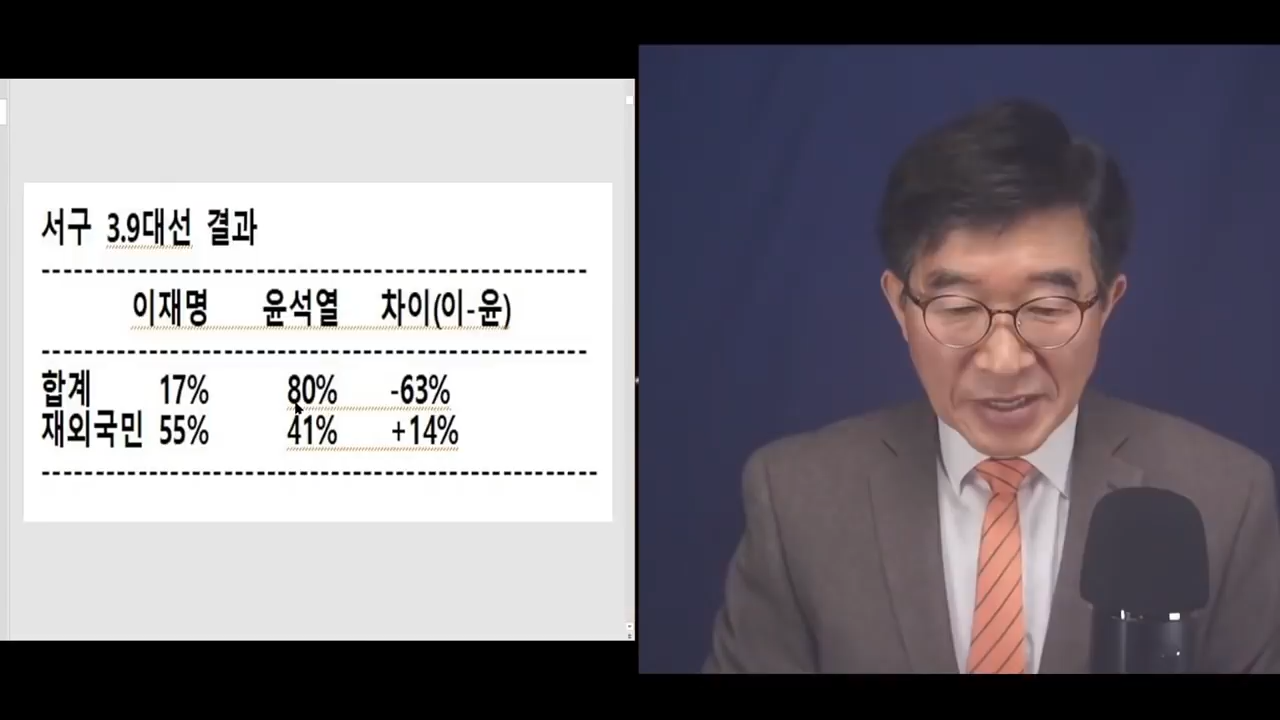 서구 3.9대선 결과
이재명 윤석열 차이(이-윤)
합계 17% 80% -63%
재외국민 55% 41% +14%